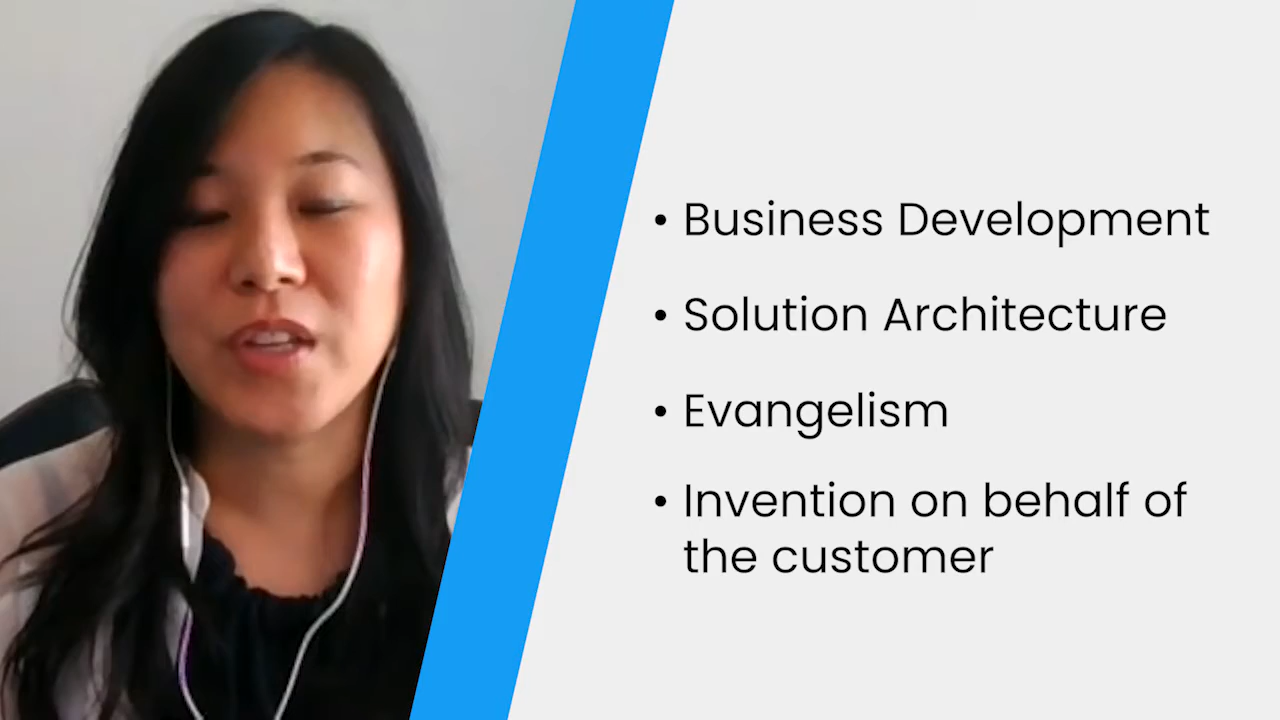 • Business Development
• Solution Architecture
• Evangelism
• Invention on behalf of
the customer